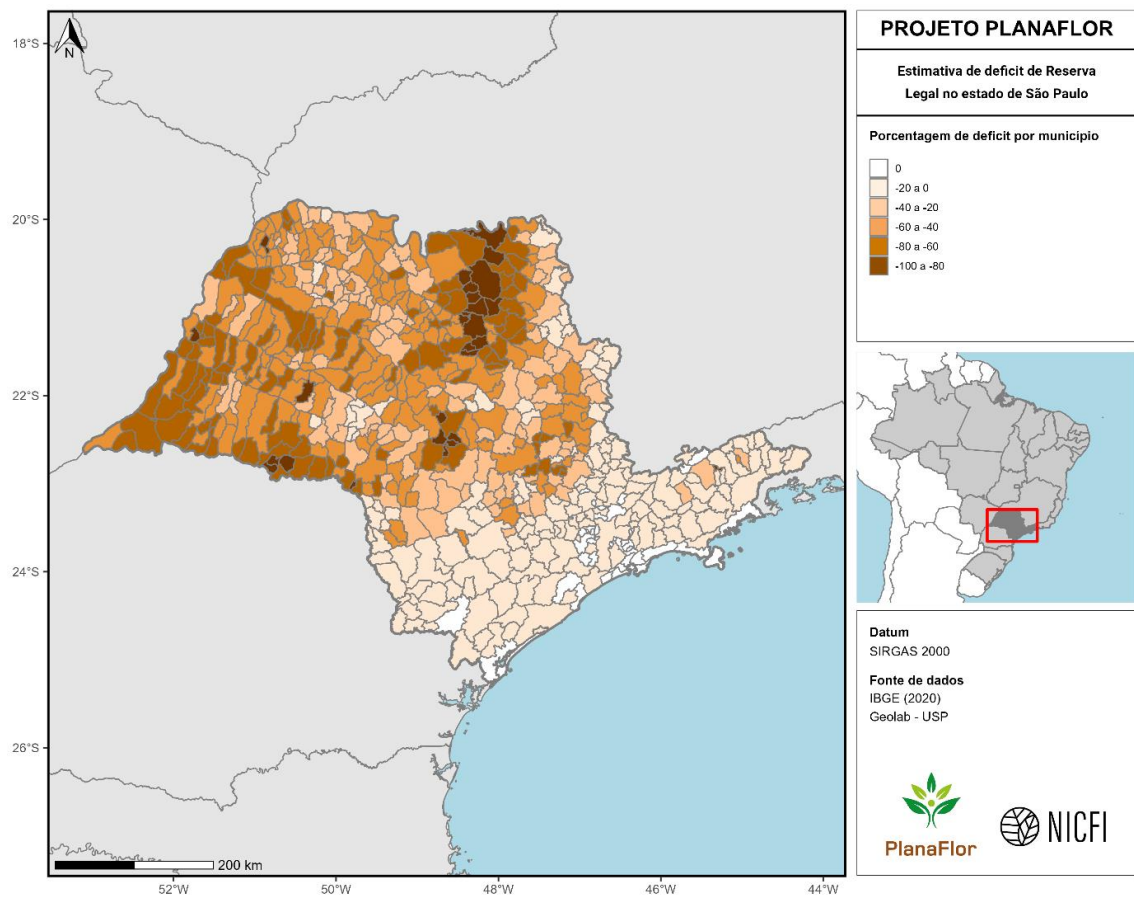 18°S
20°S
22°S
24°S
26°S
52°W
50°W
48°W
46°W
44°W
N
200 km
PROJETO PLANAFLOR
Estimativa de deficit de Reserva
Legal no estado de São Paulo
Porcentagem de deficit por municipio
0
-20 a 0
-40 a -20
-60 a -40
-80 a -60
-100 a -80
Datum
SIRGAS 2000
Fonte de dados
IBGE (2020)
Geolab - USP
PlanaFlor
NICFI